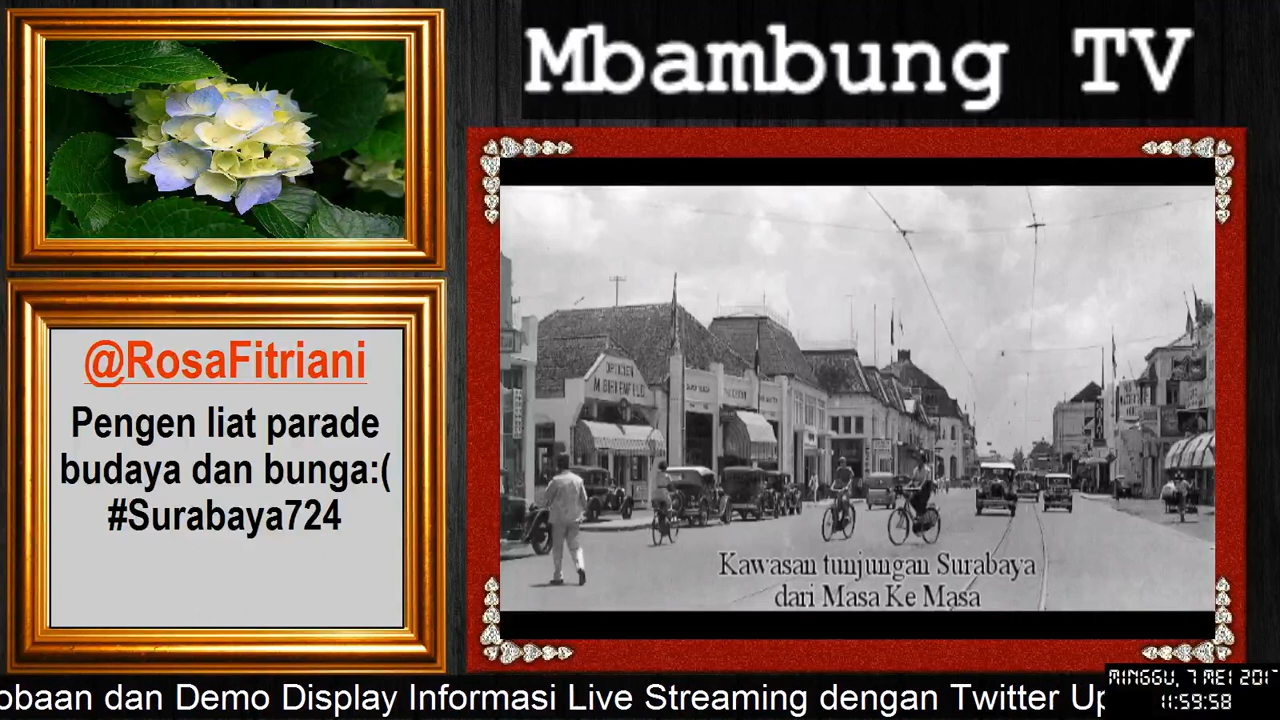 Mbambung TV
@RosaFitriani
Pengen liat parade
budaya dan bunga:(
#Surabaya724
Kawasan tunjungan Surabaya
dari Masa Ke Masa
obaan dan Demo Display Informasi Live Streaming dengan Twitter Up
MINGGU, 7 MEI 2017
11:59:58